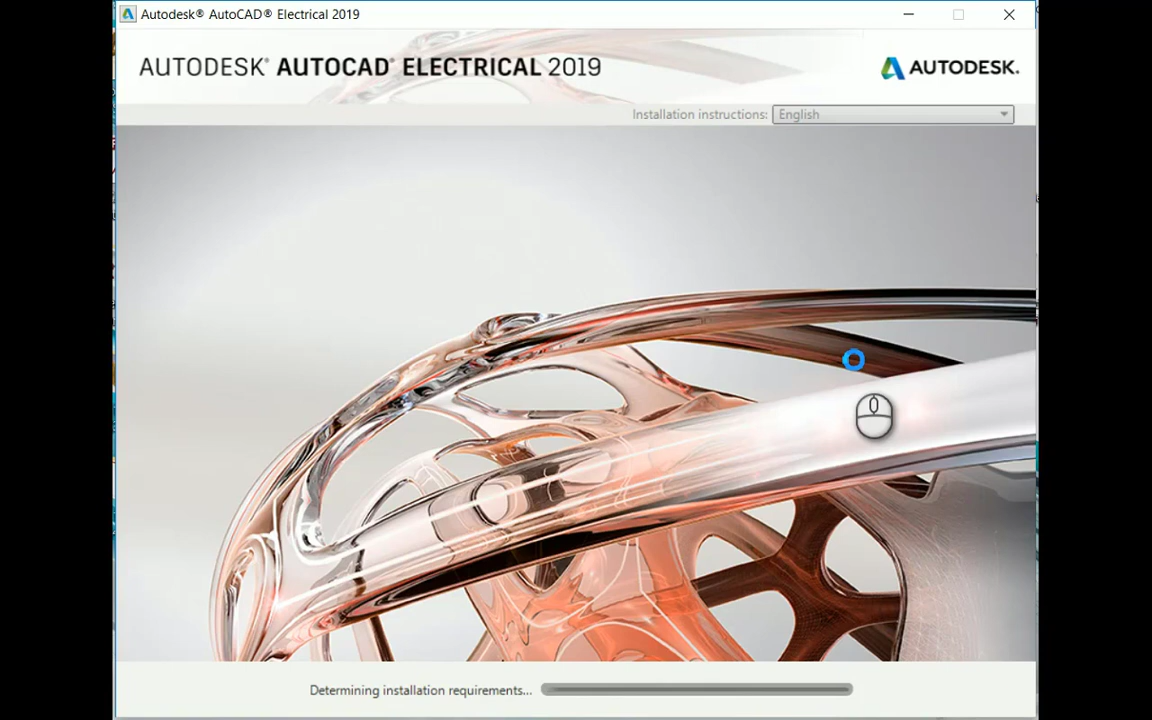 Autodesk® AutoCAD® Electrical 2019
AUTODESK® AUTOCAD® ELECTRICAL 2019
AUTODESK.
Installation instructions: English
Determining installation requirements...